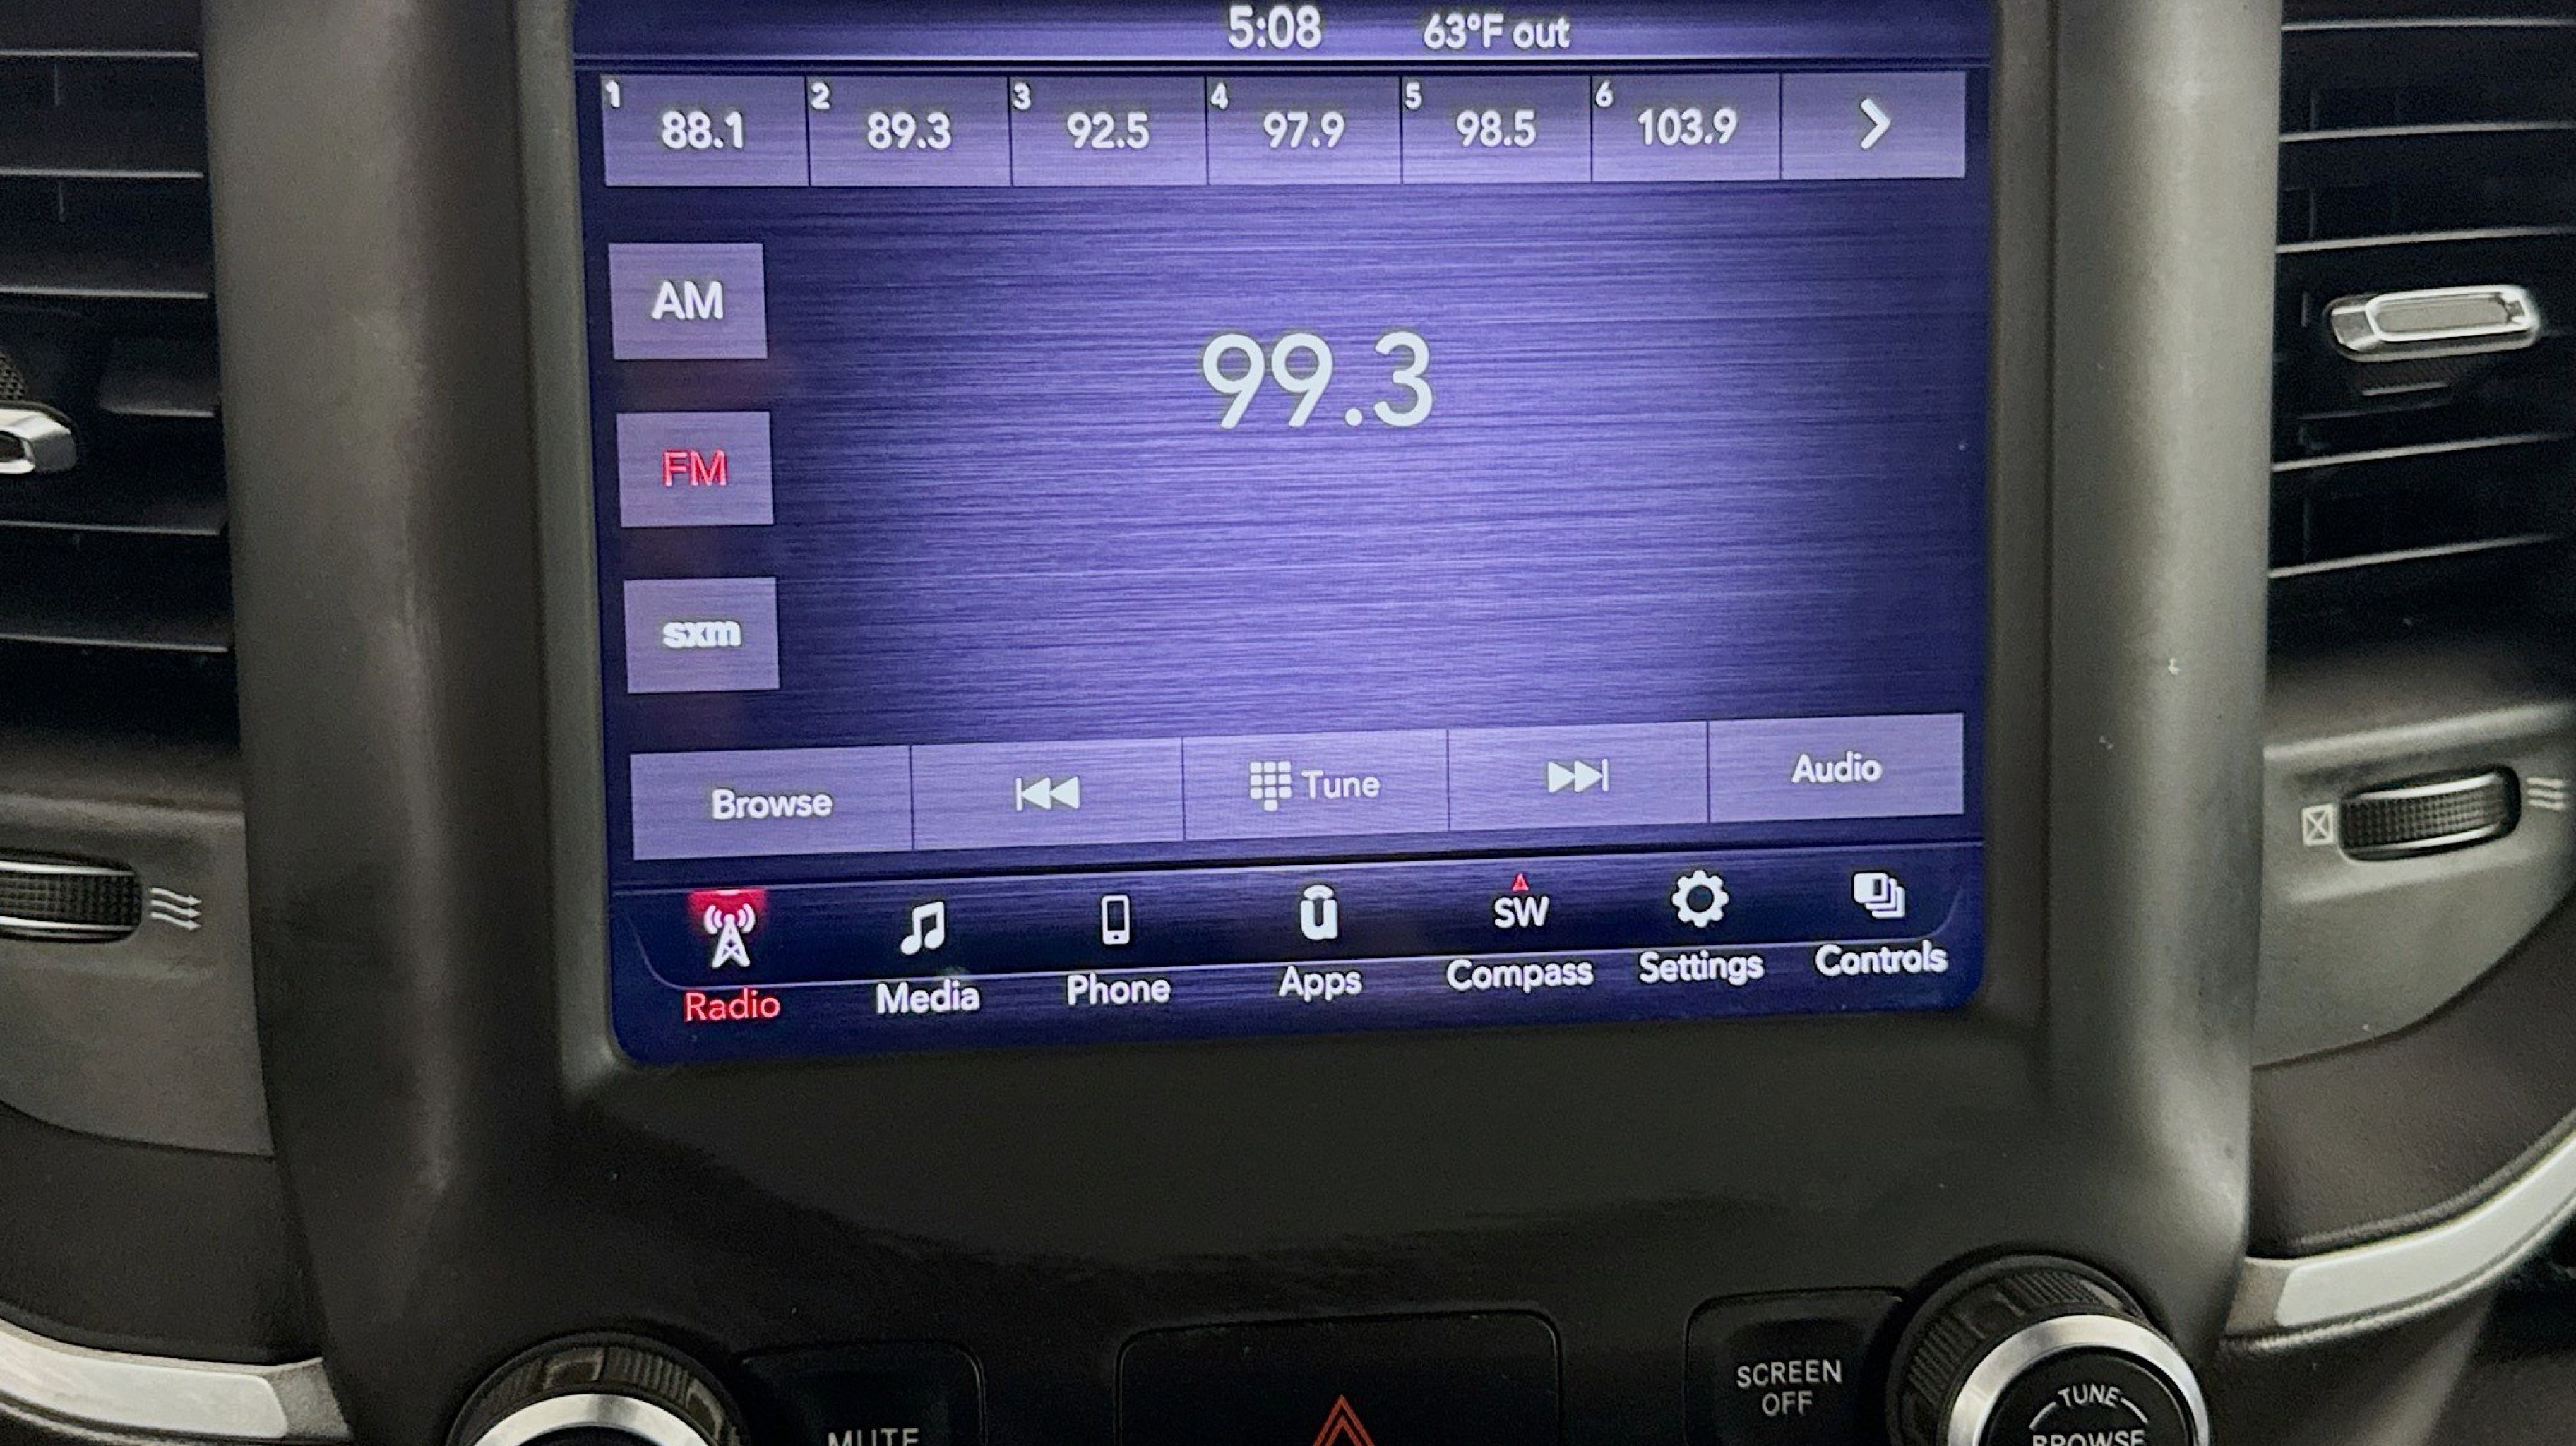 5:08 63°F out
1 88.1 2 89.3 3 92.5 4 97.9 5 98.5 6 103.9
AM
99.3
FM
sxm
Browse Tune Audio
SW
Radio Media Phone Apps Compass Settings Controls
SCREEN
OFF
MUTE
TUNE
BROWSE